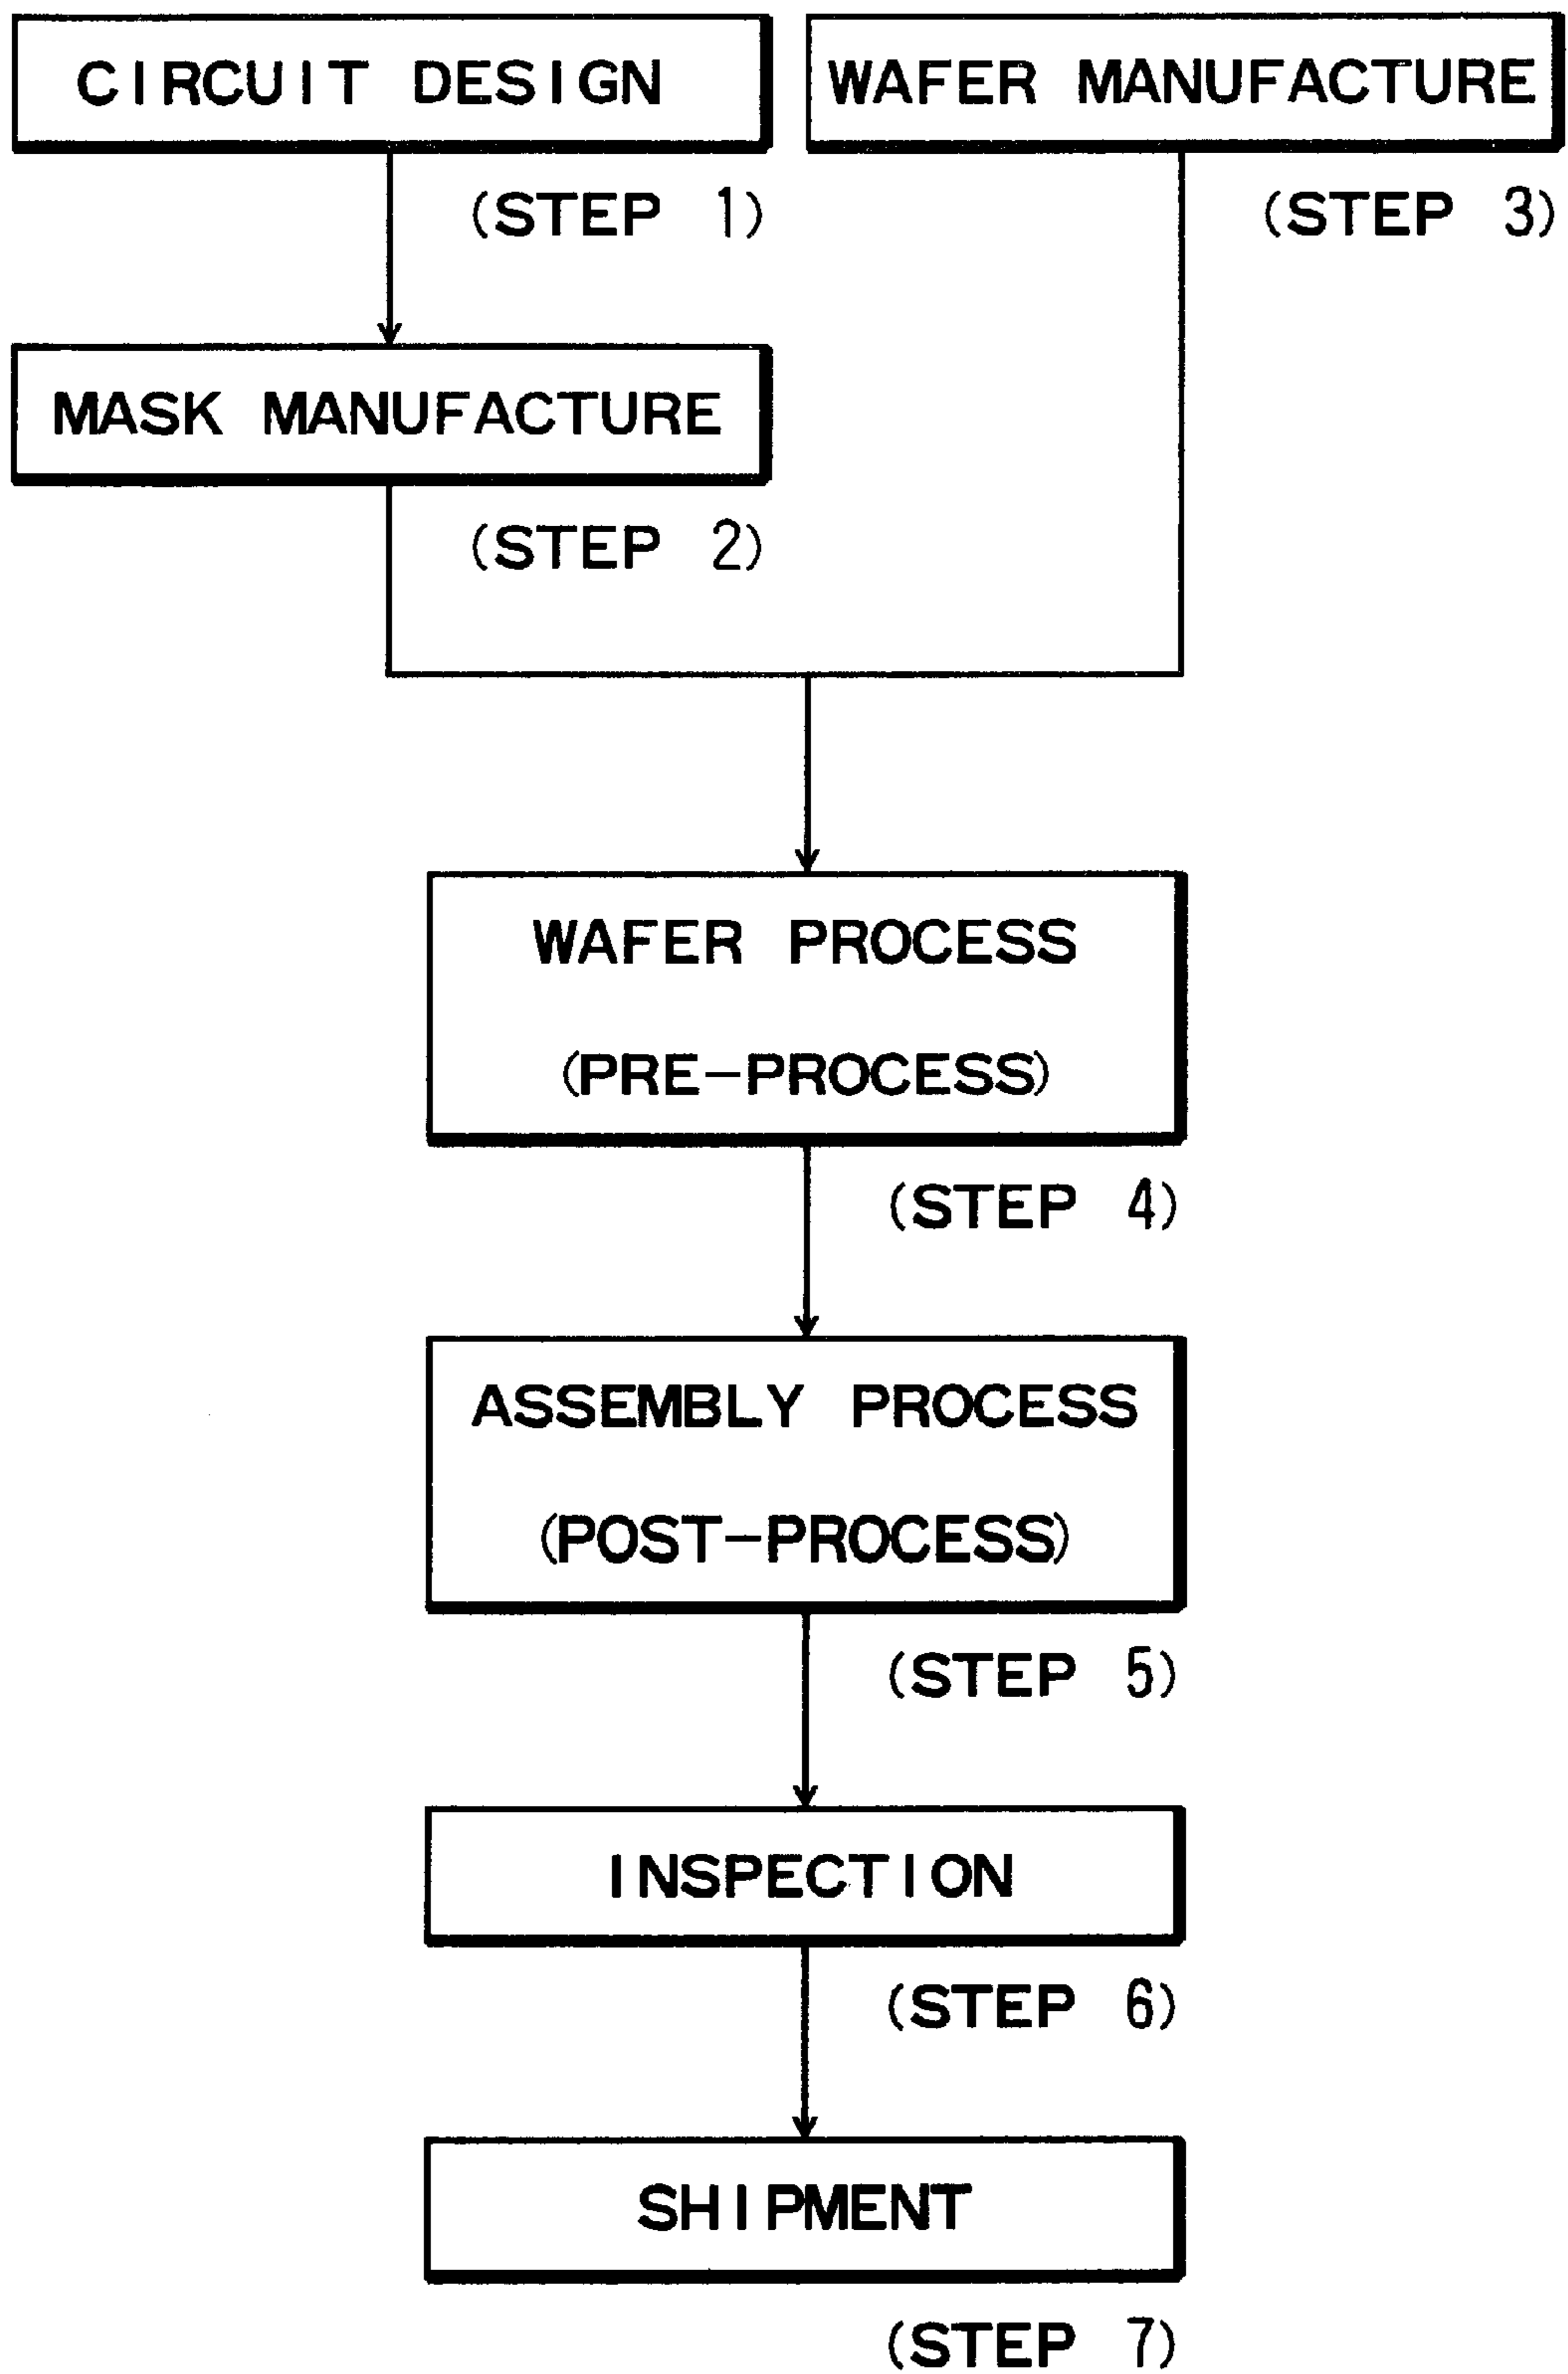 CIRCUIT DESIGN
(STEP 1)
MASK MANUFACTURE
(STEP 2)
WAFER MANUFACTURE
(STEP 3)
WAFER PROCESS
(PRE-PROCESS)
(STEP 4)
ASSEMBLY PROCESS
(POST-PROCESS)
(STEP 5)
INSPECTION
(STEP 6)
SHIPMENT
(STEP 7)